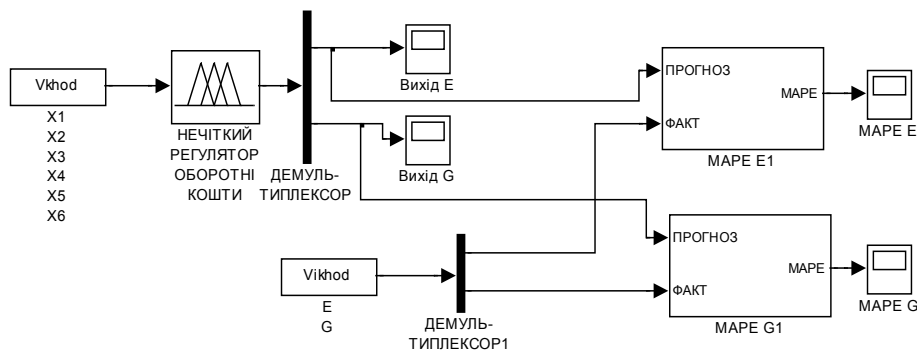 Vkhod
X1
X2
X3
X4
X5
X6
НЕЧІТКИЙ
РЕГУЛЯТОР
ОБОРОТНІ
КОШТИ
ДЕМУЛЬ-
ТИПЛЕКСОР
Вихід E
Вихід G
ПРОГНОЗ
ФАКТ
MAPE
MAPE E1
MAPE E
Vikhod
E
G
ДЕМУЛЬ-
ТИПЛЕКСОР1
ПРОГНОЗ
ФАКТ
MAPE
MAPE G1
MAPE G